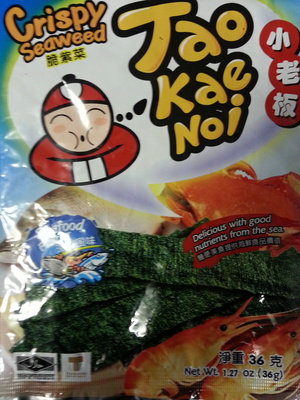 Crispy
Seaweed
脆紫菜
Tao
Kae
Noi
小老板
Seafood
Delicious with good
nutrients from the sea.
淨重 36 克
Net Wt. 1.27 oz (36g)